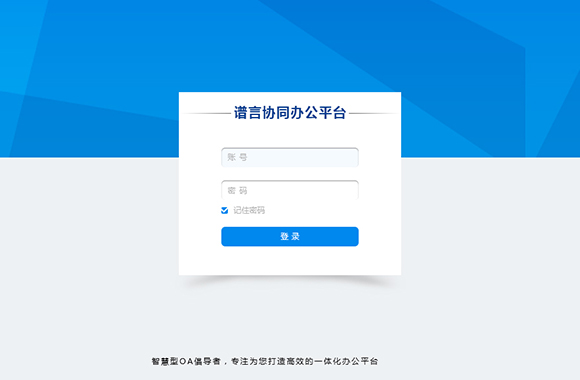 谱言协同办公平台
账 号
密 码
记住密码
登 录
智慧型OA倡导者，专注为您打造高效的一体化办公平台